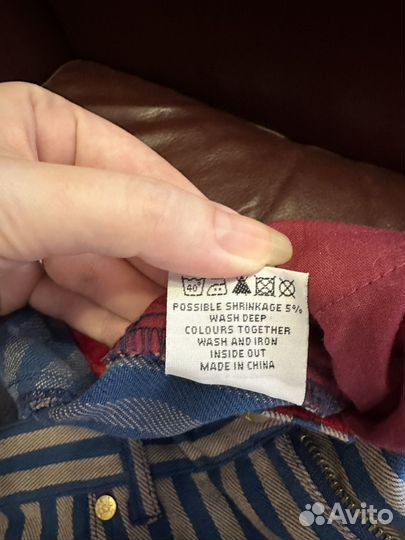 40°
POSSIBLE SHRINKAGE 5%
WASH DEEP
COLOURS TOGETHER
WASH AND IRON
INSIDE OUT
MADE IN CHINA
Avito